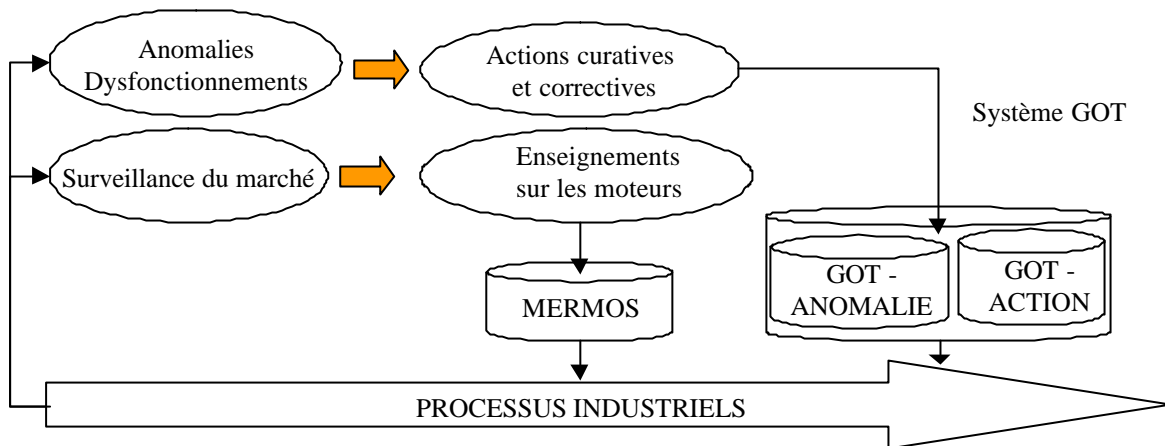 Anomalies
Dysfonctionnements
Actions curatives
et correctives
Système GOT
Surveillance du marché
Enseignements
sur les moteurs
MERMOS
GOT -
ANOMALIE
GOT -
ACTION
PROCESSUS INDUSTRIELS